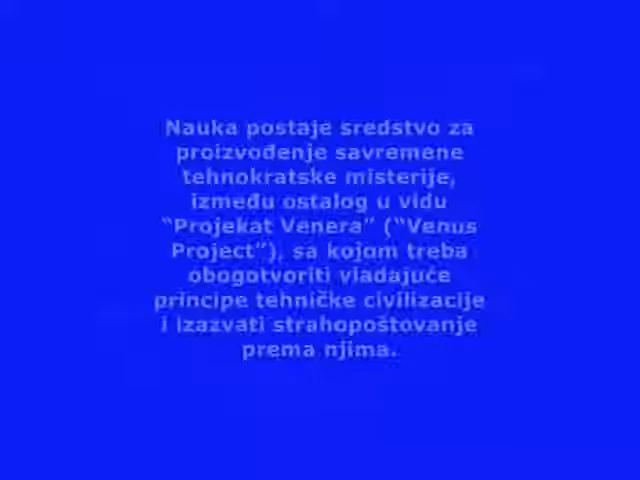 Nauka postaje sredstvo za
proizvođenje savremene
tehnokratske misterije,
između ostalog u vidu
“Projekat Venera” (“Venus
Project”), sa kojom treba
obogotvoriti vladajuće
principe tehničke civilizacije
i izazvati strahopoštovanje
prema njima.